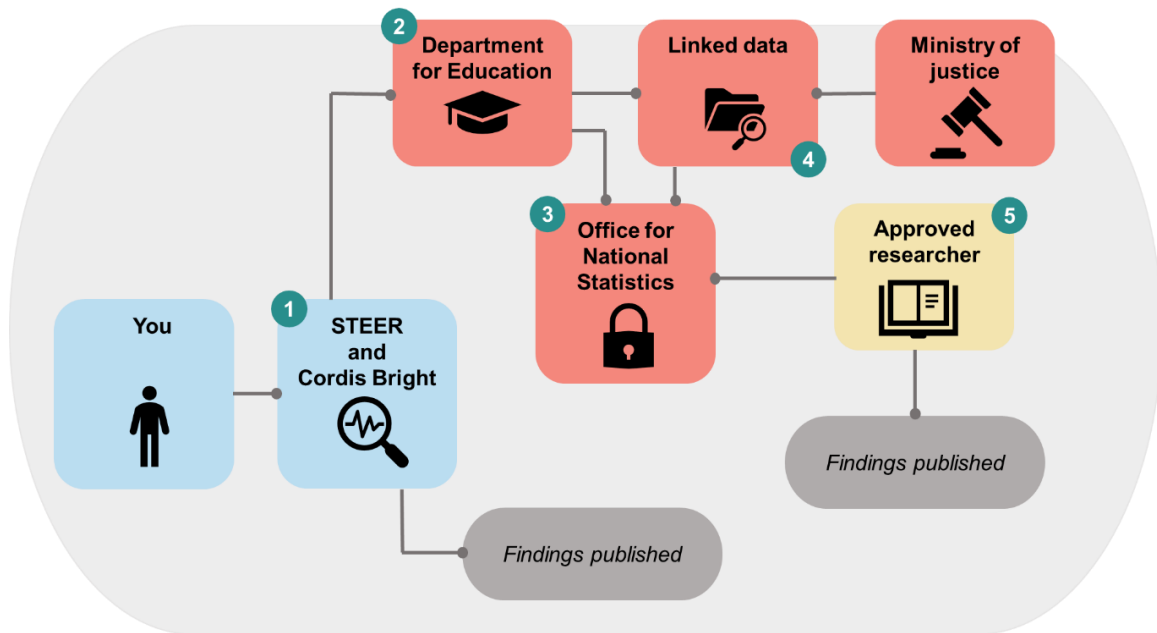 2
Department
for Education
Linked data
4
Ministry of
justice
3
Office for
National
Statistics
5
Approved
researcher
You
1
STEER
and
Cordis Bright
Findings published
Findings published